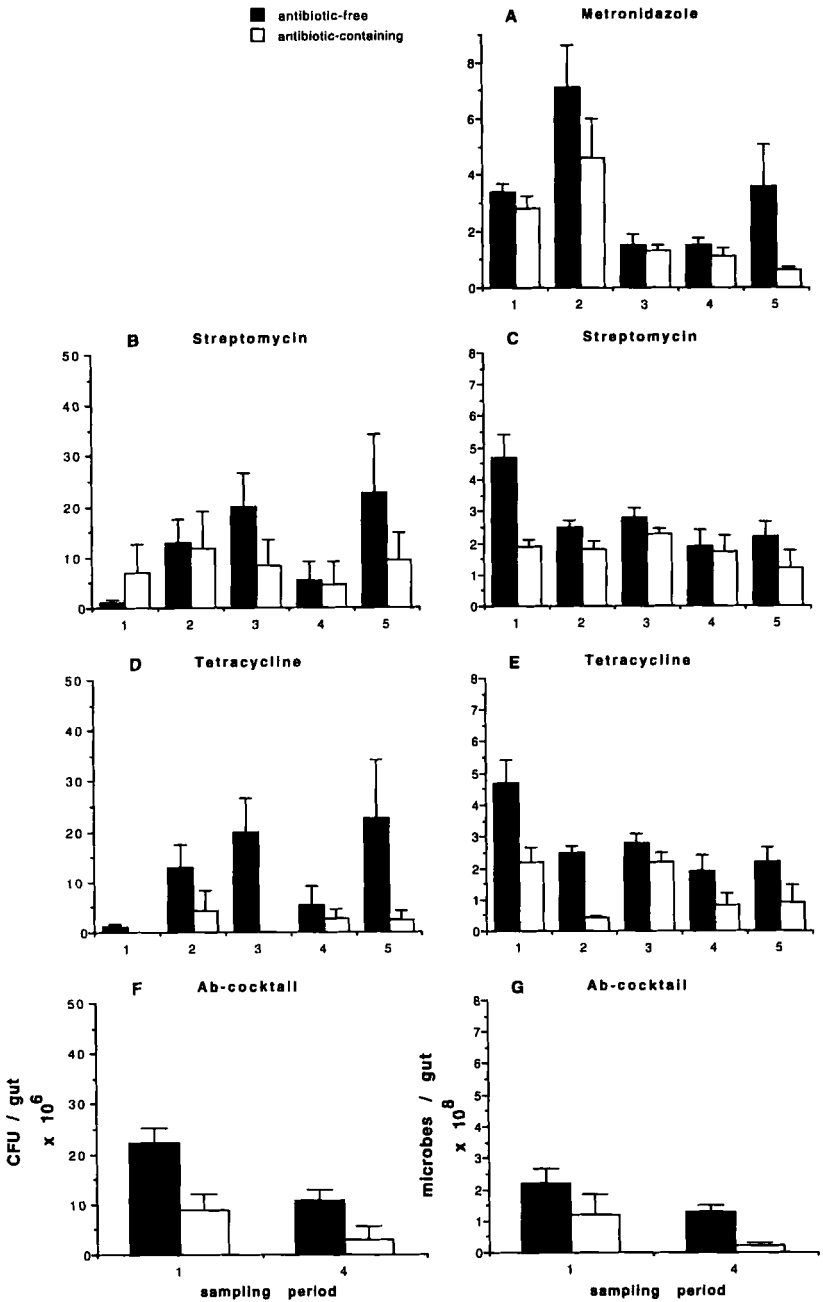 antibiotic-free
antibiotic-containing
A Metronidazole
8
6
4
2
0
1 2 3 4 5
B Streptomycin
50
40
30
20
10
0
1 2 3 4 5
C Streptomycin
8
7
6
5
4
3
2
1
0
1 2 3 4 5
D Tetracycline
50
40
30
20
10
0
1 2 3 4 5
E Tetracycline
8
7
6
5
4
3
2
1
0
1 2 3 4 5
F Ab-cocktail
50
40
30
20
10
0
CFU / gut
x 10^6
1 4
sampling period
G Ab-cocktail
8
7
6
5
4
3
2
1
0
microbes / gut
x 10^8
1 4
sampling period